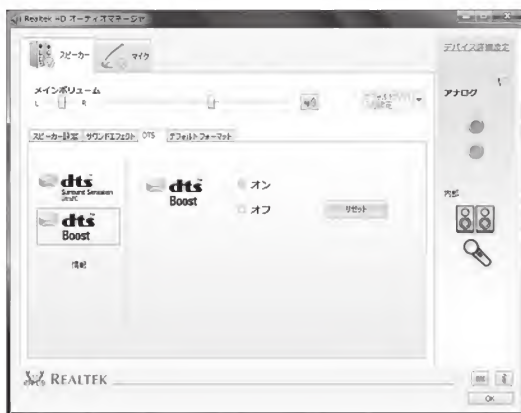 Realtek HD オーディオマネージャ
スピーカー
マイク
デバイス詳細設定
メインボリューム
L R
アナログ
スピーカー設定 サウンドエフェクト DTS デフォルトフォーマット
dts
Surround Sensation
UltraPC
dts
Boost
情報
dts
Boost
オン
オフ
リセット
内部
REALTEK
OK